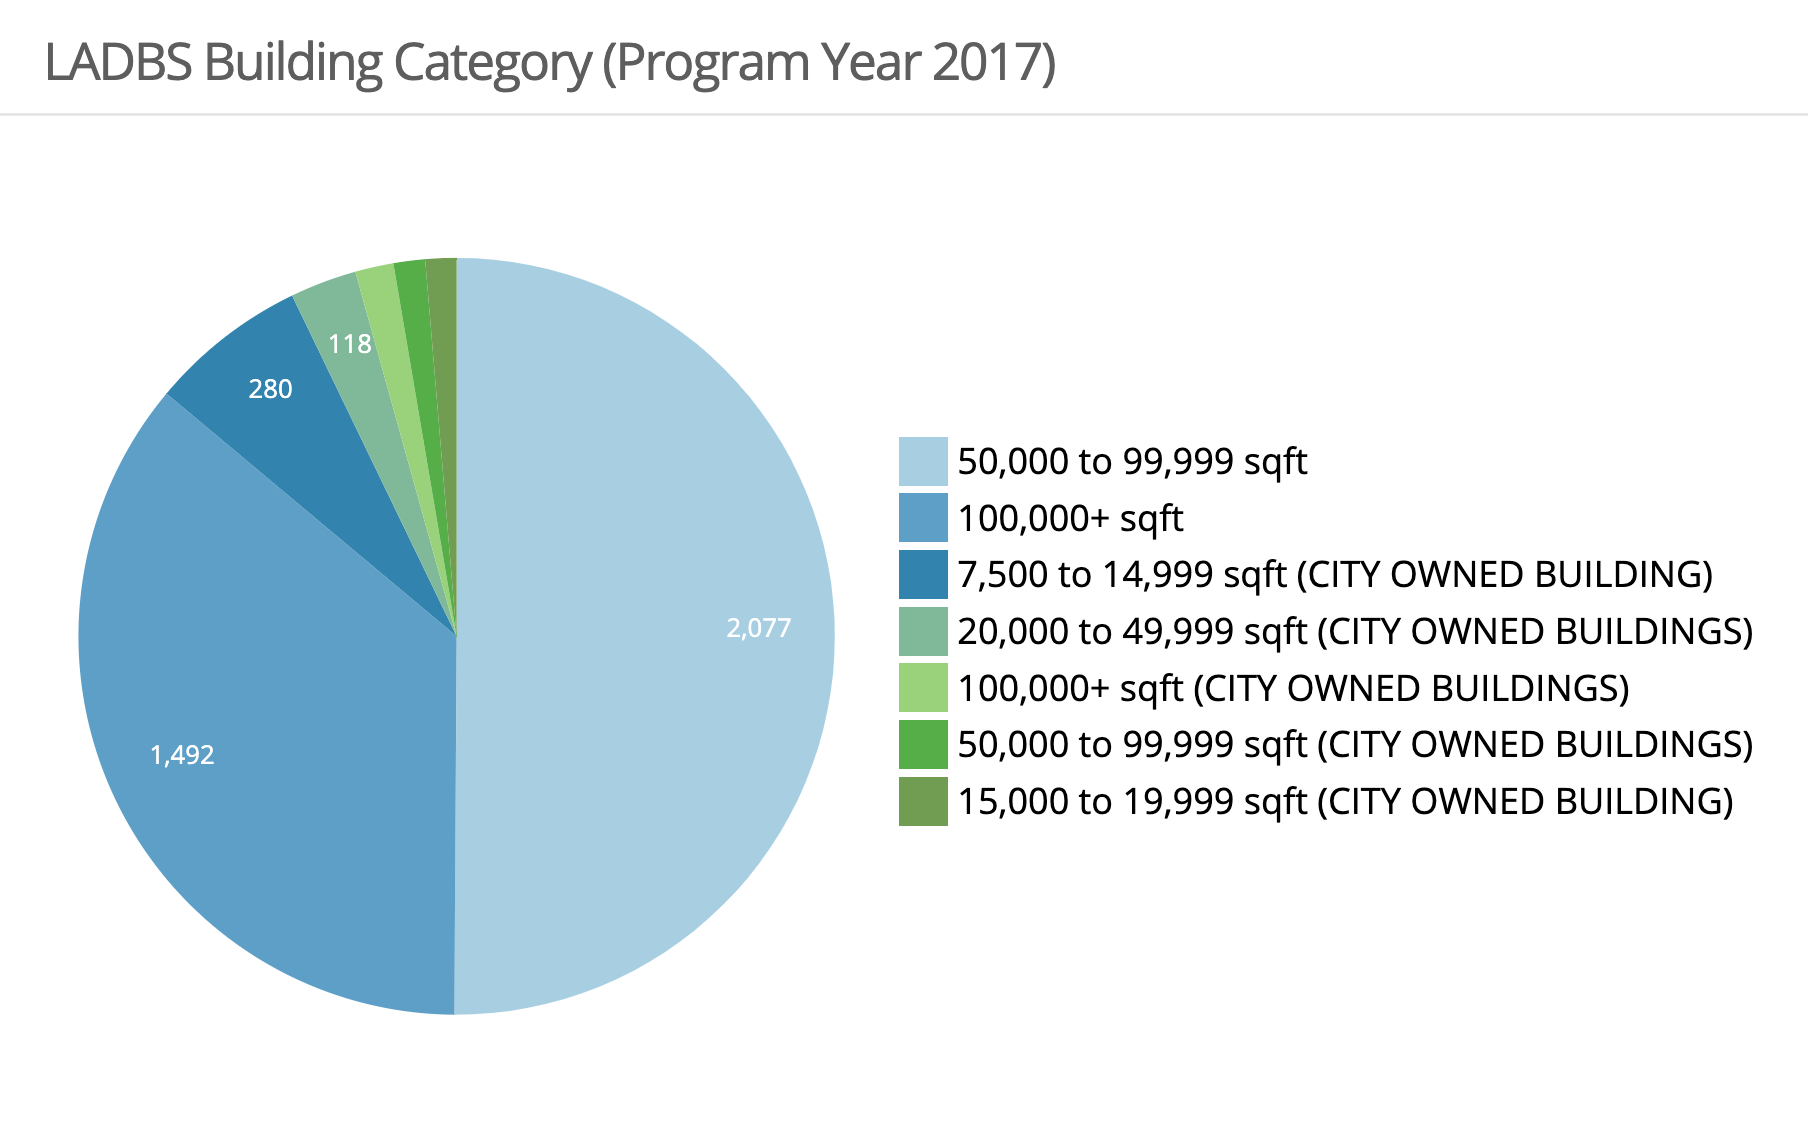 LADBS Building Category (Program Year 2017)
118
280
2,077
1,492
50,000 to 99,999 sqft
100,000+ sqft
7,500 to 14,999 sqft (CITY OWNED BUILDING)
20,000 to 49,999 sqft (CITY OWNED BUILDINGS)
100,000+ sqft (CITY OWNED BUILDINGS)
50,000 to 99,999 sqft (CITY OWNED BUILDINGS)
15,000 to 19,999 sqft (CITY OWNED BUILDING)